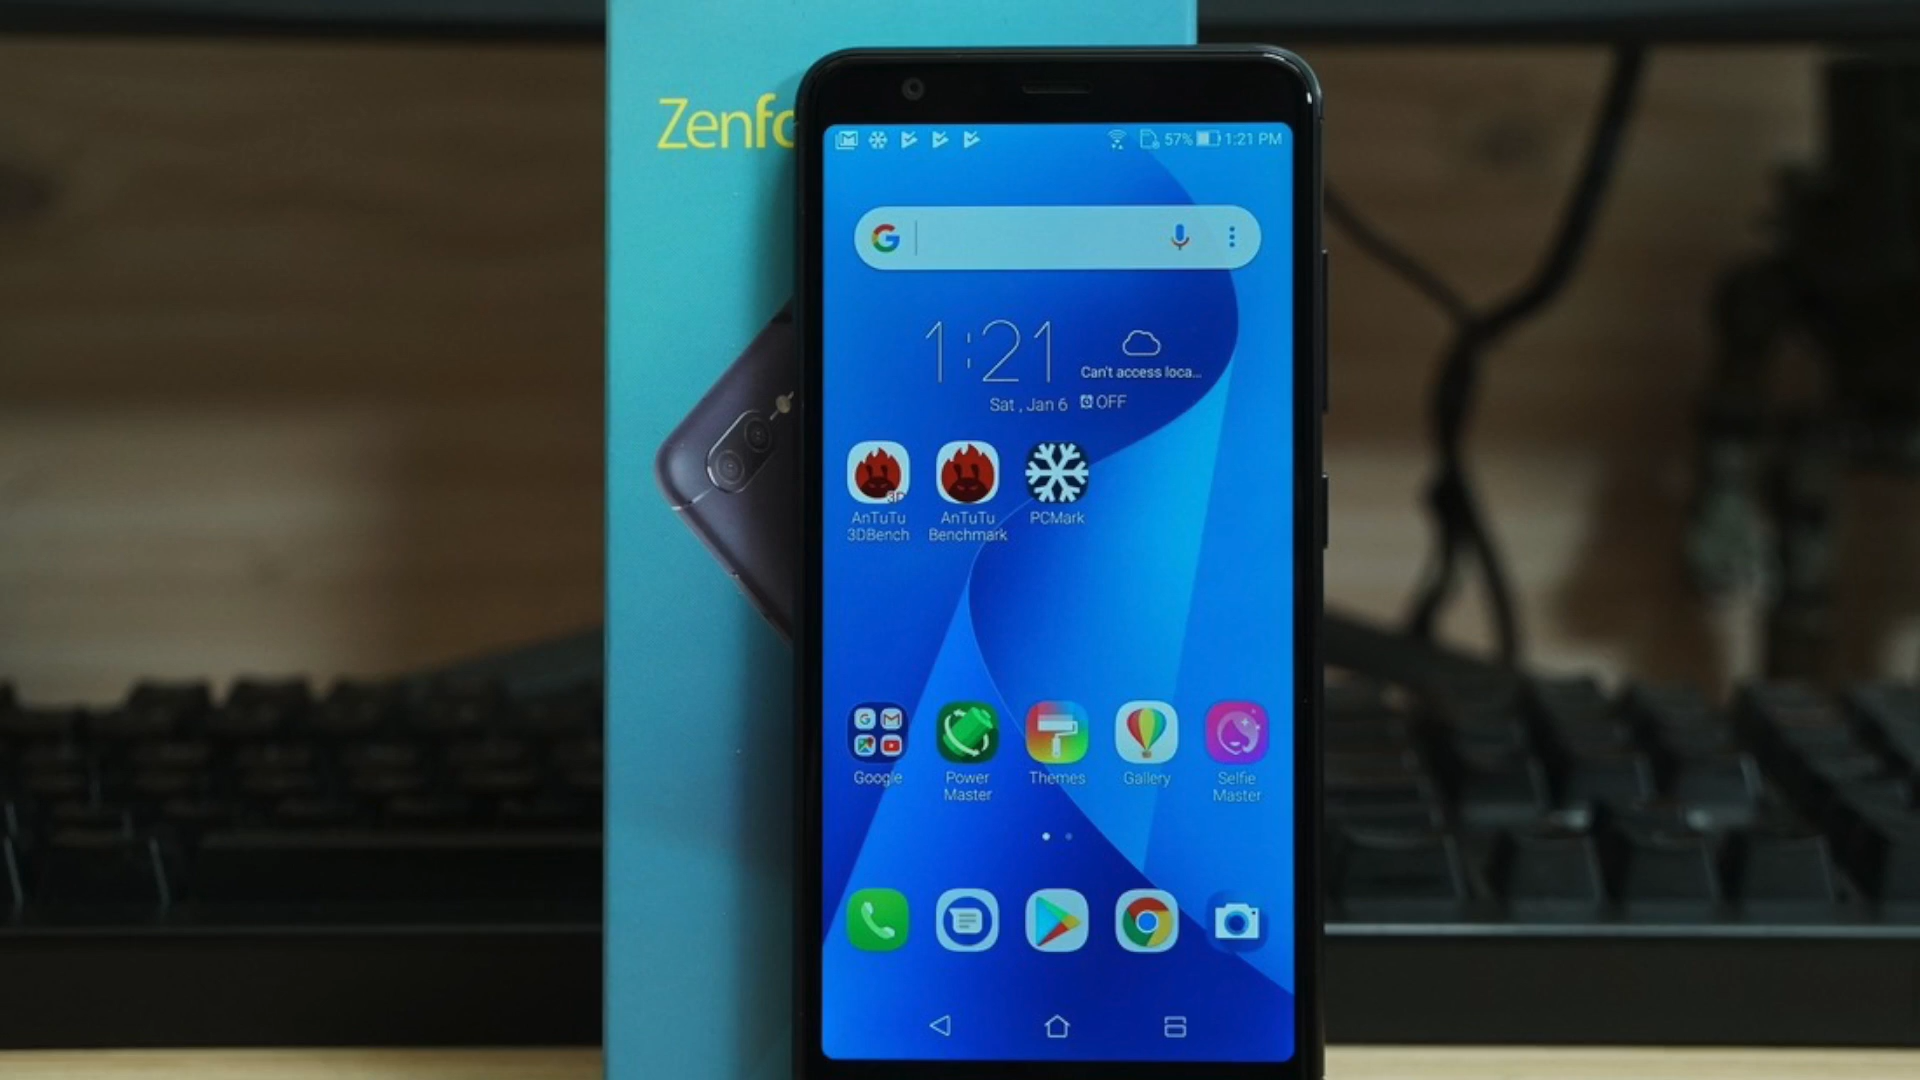 Zenfo
57% 1:21 PM
1:21
Can't access loca...
Sat , Jan 6 OFF
AnTuTu
3DBench
AnTuTu
Benchmark
PCMark
Google
Power
Master
Themes
Gallery
Selfie
Master